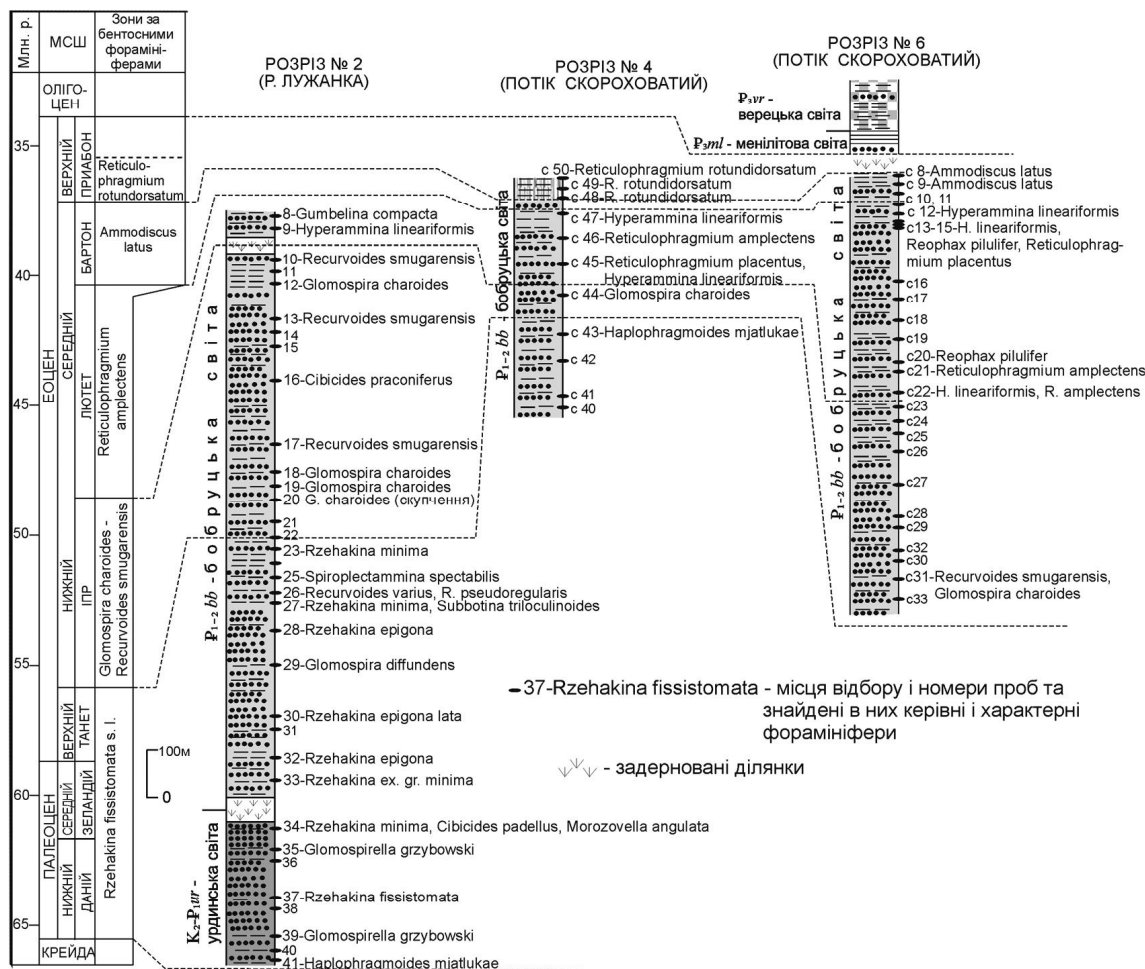 Млн. р.
МСШ
Зони за
бентосними
форамініферами
ОЛІГО-
ЦЕН
ЕОЦЕН
ВЕРХНІЙ
ПРИАБОН
Reticulo-
phragmium
rotundorsatum
СЕРЕДНІЙ
БАРТОН
Ammodiscus
latus
ЛЮТЕТ
Reticulophragmium
amplectens
НИЖНІЙ
ІПР
Glomospira charoides -
Recurvoides smugarensis
ПАЛЕОЦЕН
ВЕРХНІЙ
ТАНЕТ
СЕРЕДНІЙ
ЗЕЛАНДІЙ
НИЖНІЙ
ДАНІЙ
Rzehakina fissistomata s. l.
КРЕЙДА
35
40
45
50
55
60
65
РОЗРІЗ № 2
(Р. ЛУЖАНКА)
8-Gumbelina compacta
9-Hyperammina lineariformis
10-Recurvoides smugarensis
11
12-Glomospira charoides
13-Recurvoides smugarensis
14
15
16-Cibicides praconiferus
17-Recurvoides smugarensis
18-Glomospira charoides
19-Glomospira charoides
20 G. charoides (скупчення)
21
22
23-Rzehakina minima
25-Spiroplectammina spectabilis
26-Recurvoides varius, R. pseudoregularis
27-Rzehakina minima, Subbotina triloculinoides
28-Rzehakina epigona
29-Glomospira diffundens
30-Rzehakina epigona lata
31
32-Rzehakina epigona
33-Rzehakina ex. gr. minima
34-Rzehakina minima, Cibicides padellus, Morozovella angulata
35-Glomospirella grzybowski
36
37-Rzehakina fissistomata
38
39-Glomospirella grzybowski
40
41-Haplophragmoides mjatlukae
₽₁₋₂ bb - бобруцька світа
K₂-₽₁ur -
урдинська світа
100м
0
РОЗРІЗ № 4
(ПОТІК СКОРОХОВАТИЙ)
с 50-Reticulophragmium rotundidorsatum
с 49-R. rotundidorsatum
с 48-R. rotundidorsatum
с 47-Hyperammina lineariformis
с 46-Reticulophragmium amplectens
с 45-Reticulophragmium placentus,
Hyperammina lineariformis
с 44-Glomospira charoides
с 43-Haplophragmoides mjatlukae
с 42
с 41
с 40
₽₁₋₂ bb - бобруцька світа
РОЗРІЗ № 6
(ПОТІК СКОРОХОВАТИЙ)
₽₃vr -
верецька світа
₽₃ml - менілітова світа
с 8-Ammodiscus latus
с 9-Ammodiscus latus
с 10, 11
с 12-Hyperammina lineariformis
с13-15-H. lineariformis,
Reophax pilulifer, Reticulophrag-
mium placentus
с16
с17
с18
с19
с20-Reophax pilulifer
с21-Reticulophragmium amplectens
с22-H. lineariformis, R. amplectens
с23
с24
с25
с26
с27
с28
с29
с32
с30
с31-Recurvoides smugarensis,
Glomospira charoides
с33
₽₁₋₂ bb - бобруцька світа
37-Rzehakina fissistomata - місця відбору і номери проб та
знайдені в них керівні і характерні
форамініфери
- задерновані ділянки